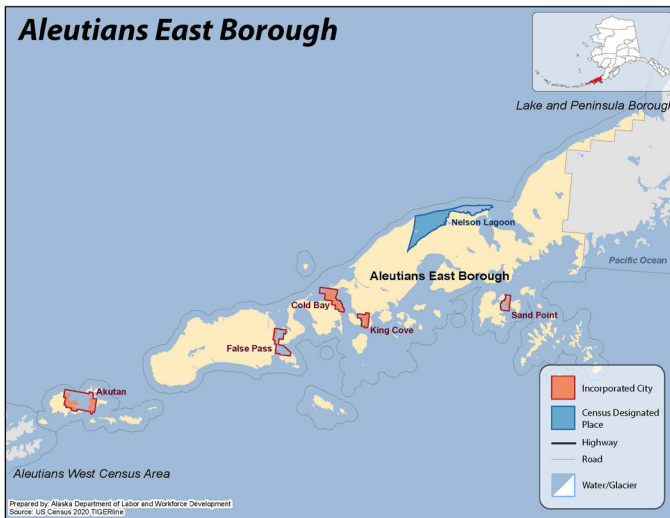 Aleutians East Borough
Lake and Peninsula Borough
Nelson Lagoon
Pacific Ocean
Aleutians East Borough
Cold Bay
Sand Point
King Cove
False Pass
Akutan
Aleutians West Census Area
Incorporated City
Census Designated
Place
Highway
Road
Water/Glacier
Prepared by: Alaska Department of Labor and Workforce Development
Source: US Census 2020 TIGERline